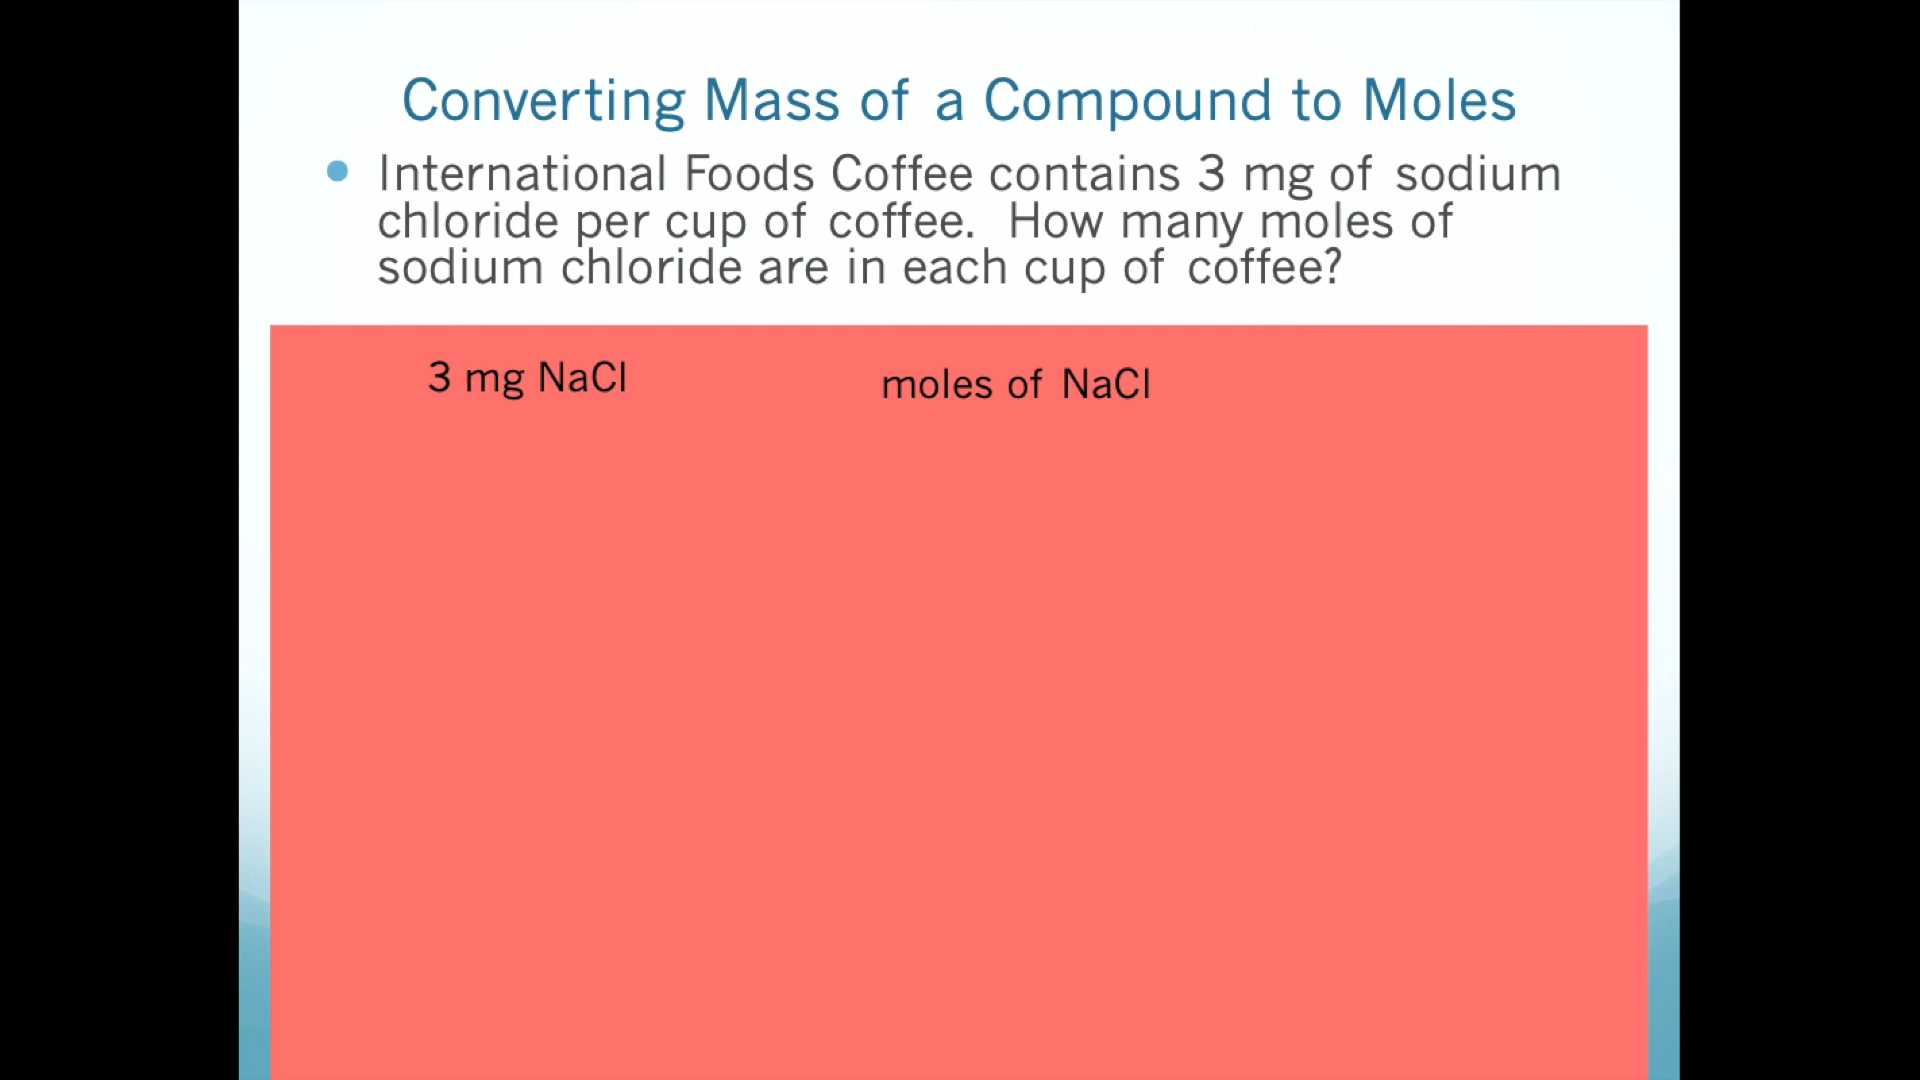 Converting Mass of a Compound to Moles
International Foods Coffee contains 3 mg of sodium
chloride per cup of coffee. How many moles of
sodium chloride are in each cup of coffee?
3 mg NaCl
moles of NaCl